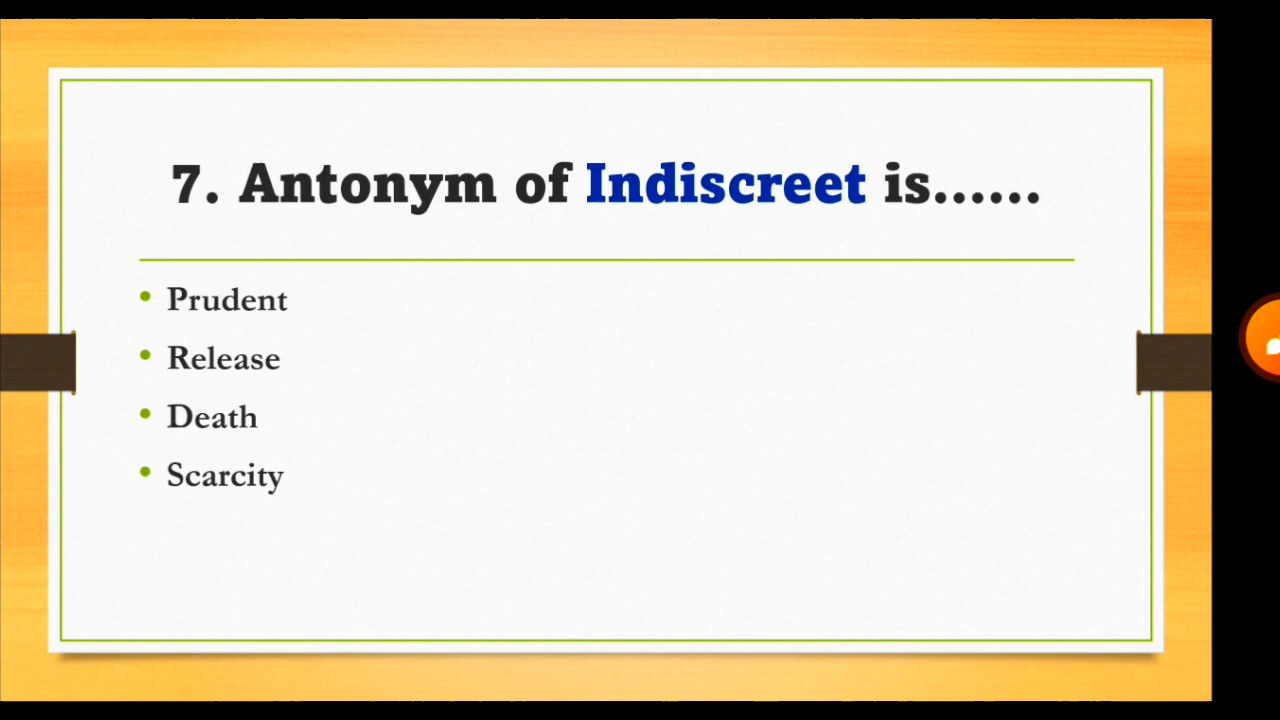 7. Antonym of Indiscreet is......
• Prudent
• Release
• Death
• Scarcity